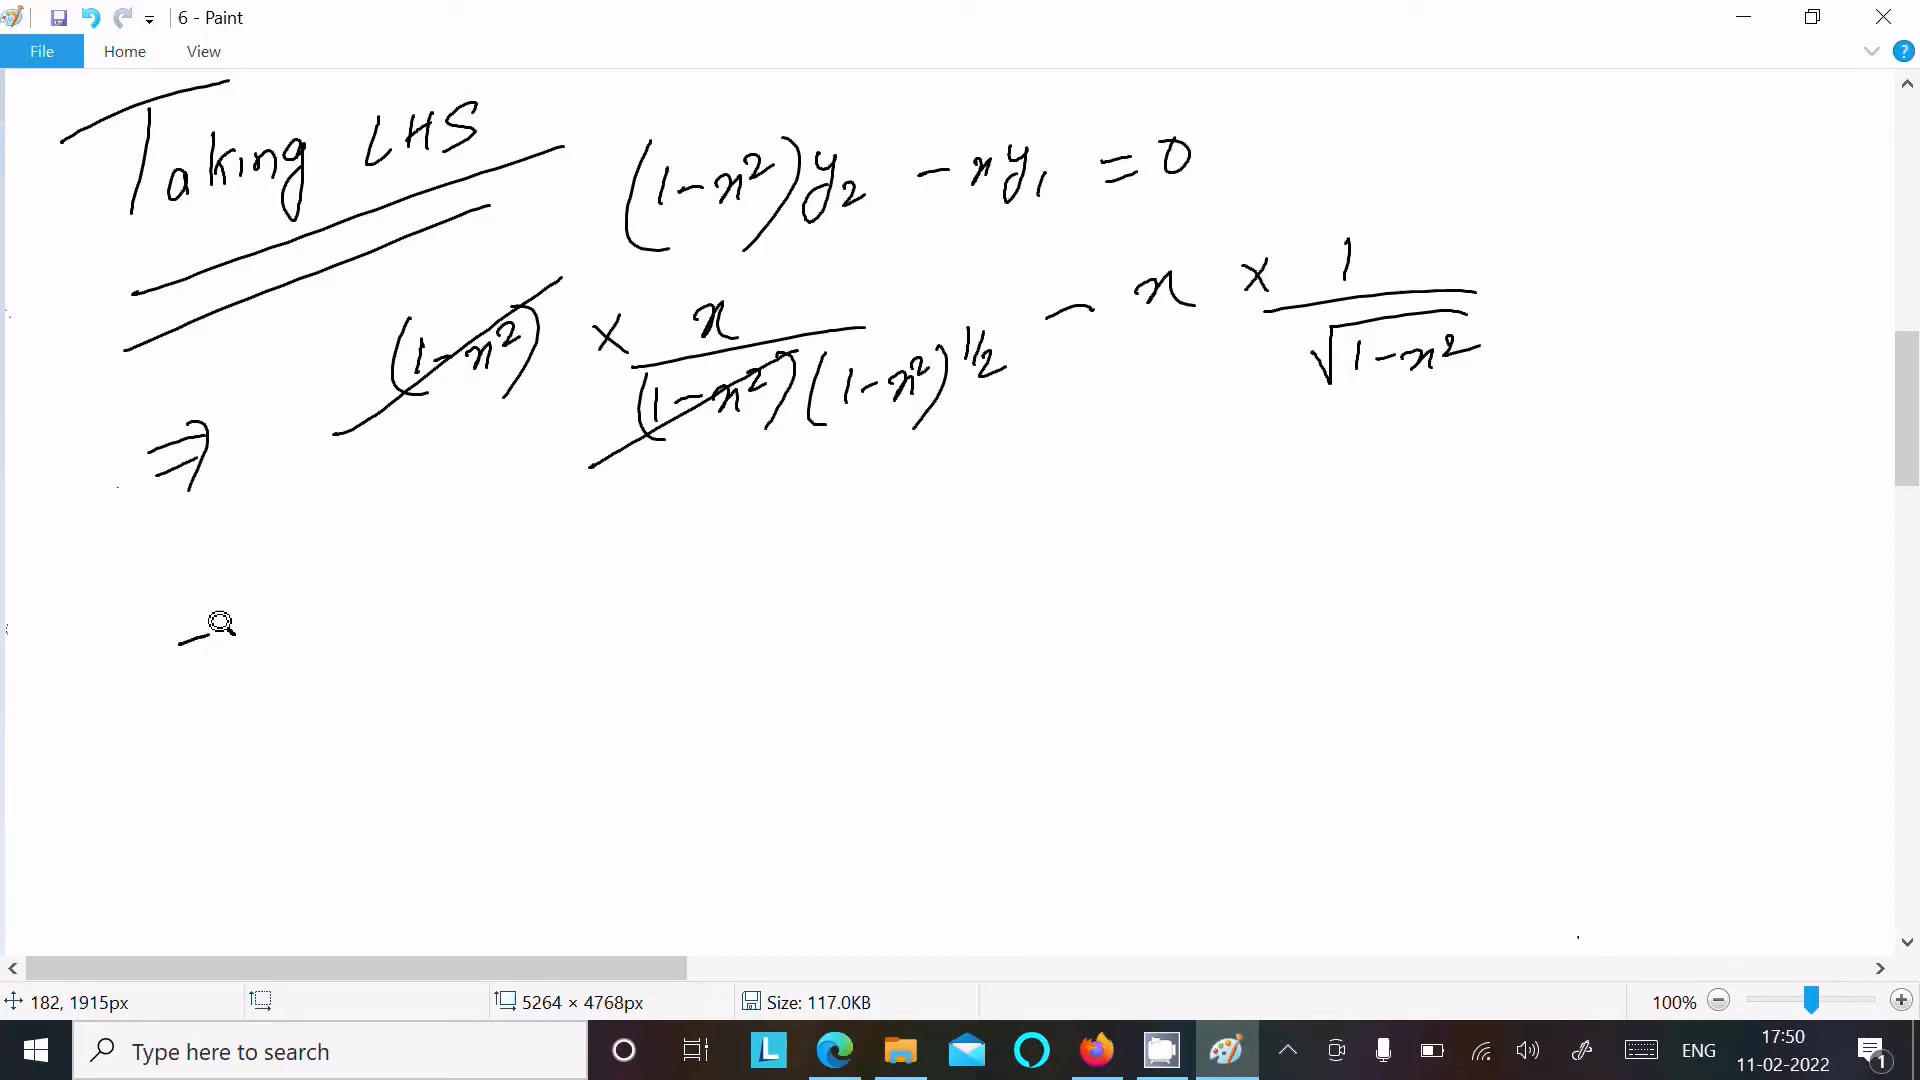 6 - Paint
File Home View
Taking LHS (1-x²)y₂ - xy₁ = 0
⇒ (1-x²) × x/((1-x²)(1-x²)^1/2) - x × 1/√(1-x²)
182, 1915px 5264 × 4768px Size: 117.0KB 100%
Type here to search L ENG 17:50
11-02-2022 1